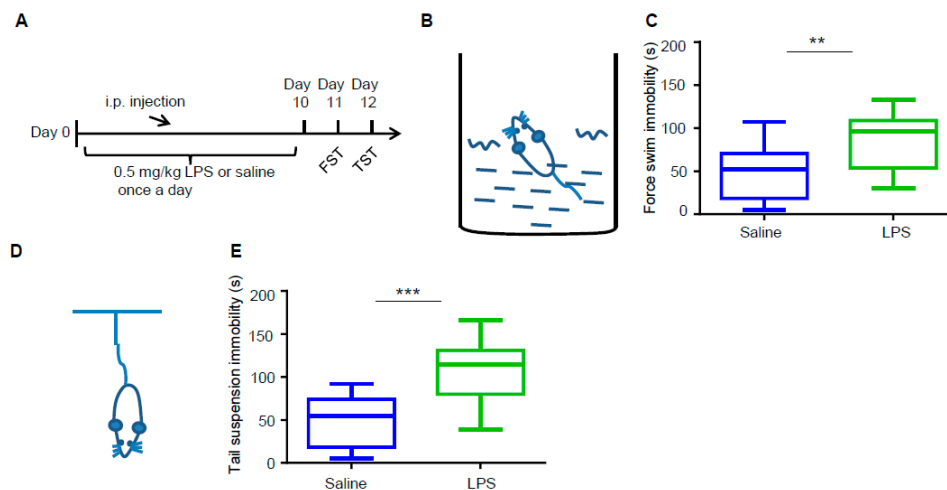 A
Day 0
i.p. injection
Day
10
Day
11
Day
12
0.5 mg/kg LPS or saline
once a day
FST
TST
B
C
Force swim immobility (s)
200
150
100
50
0
**
Saline
LPS
D
E
Tail suspension immobility (s)
200
150
100
50
0
***
Saline
LPS